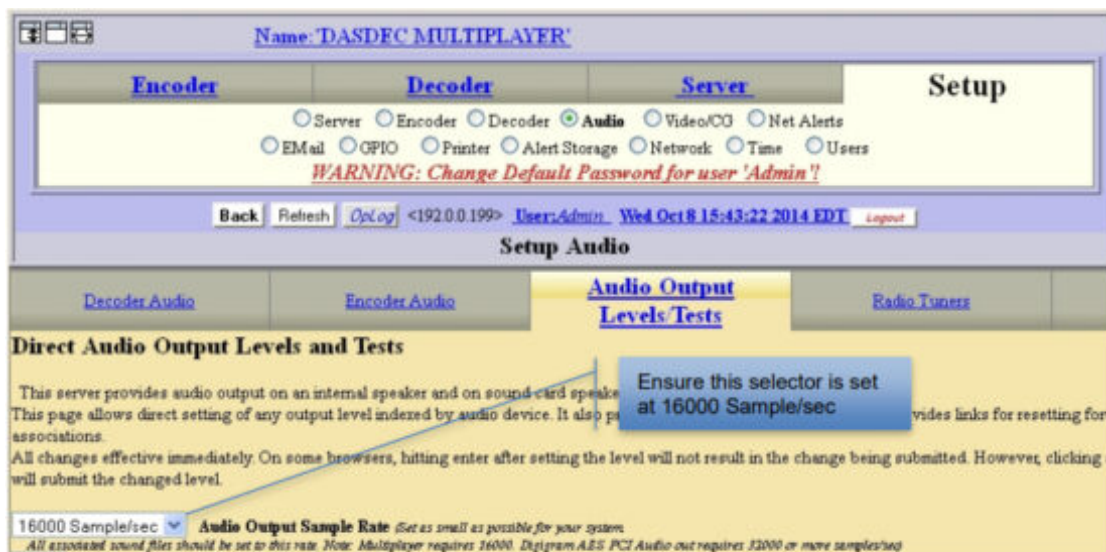 Name: 'DASDEC MULTIPLAYER'
Encoder Decoder Server Setup
Server Encoder Decoder Audio Video/CG Net Alerts
EMail GPIO Printer Alert Storage Network Time Users
WARNING: Change Default Password for user 'Admin'!
Back Refresh OpLog <192.0.0.199> User:Admin Wed Oct 8 15:43:22 2014 EDT Logout
Setup Audio
Decoder Audio Encoder Audio Audio Output Levels/Tests Radio Tuners
Direct Audio Output Levels and Tests
Ensure this selector is set
at 16000 Sample/sec
This server provides audio output on an internal speaker and on sound card
This page allows direct setting of any output level indexed by audio device. It also links for resetting
associations.
All changes effective immediately. On some browsers, hitting enter after setting the level will not result in the change being submitted. However, clicking
will submit the changed level.
16000 Sample/sec Audio Output Sample Rate (Set as small as possible for your system
All associated sound files should be set to this rate. Note: Multiplayer requires 16000. Digigram AES PCI Audio out requires 32000 or more samples/sec)